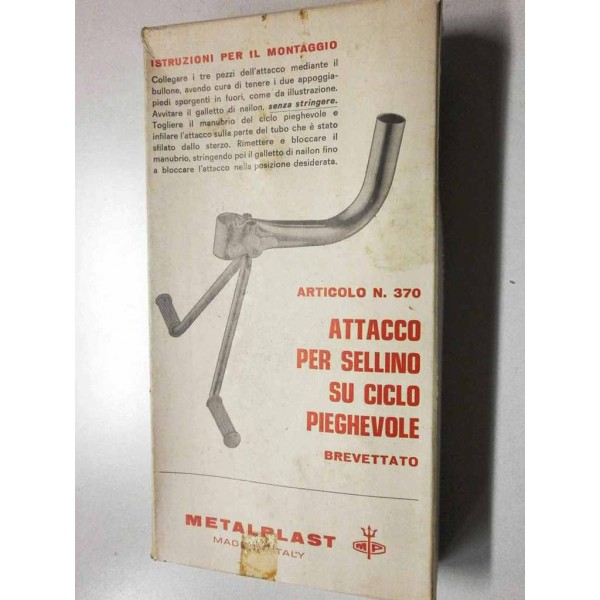 ISTRUZIONI PER IL MONTAGGIO
Collegare i tre pezzi dell'attacco mediante il
bullone, avendo cura di tenere i due appoggia-
piedi sporgenti in fuori, come da illustrazione.
Avvitare il galletto di nailon, senza stringere.
Togliere il manubrio del ciclo pieghevole e
infilare l'attacco sulla parte del tubo che è stato
sfilato dallo sterzo. Rimettere e bloccare il
manubrio, stringendo poi il galletto di nailon fino
a bloccare l'attacco nella posizione desiderata.
ARTICOLO N. 370
ATTACCO
PER SELLINO
SU CICLO
PIEGHEVOLE
BREVETTATO
METALPLAST
MP
MADE IN ITALY